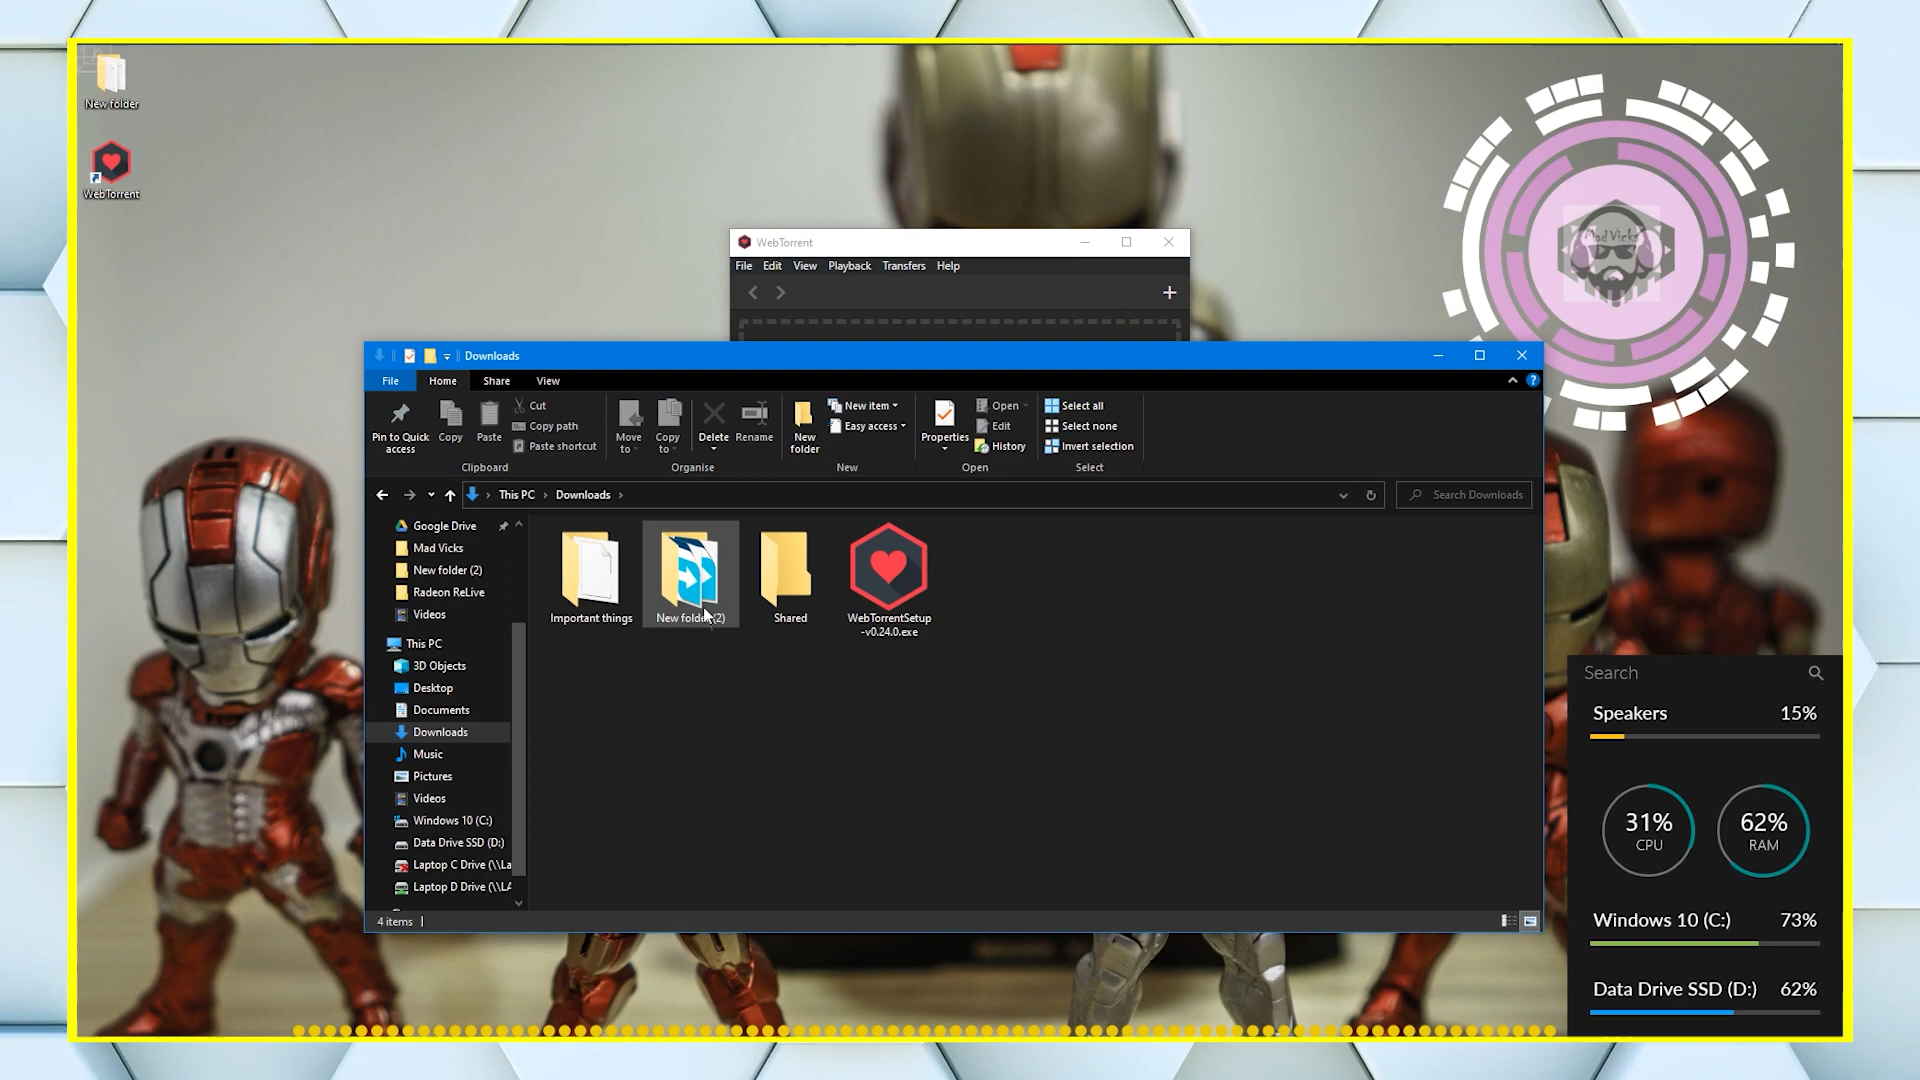 New folder
WebTorrent
Mad Vicks
WebTorrent
File Edit View Playback Transfers Help
Downloads
File Home Share View
Pin to Quick access
Copy
Paste
Cut
Copy path
Paste shortcut
Clipboard
Move to
Copy to
Delete
Rename
Organise
New folder
New item
Easy access
New
Properties
Open
Edit
History
Open
Select all
Select none
Invert selection
Select
This PC Downloads
Search Downloads
Google Drive
Mad Vicks
New folder (2)
Radeon ReLive
Videos
This PC
3D Objects
Desktop
Documents
Downloads
Music
Pictures
Videos
Windows 10 (C:)
Data Drive SSD (D:)
Laptop C Drive (\\La
Laptop D Drive (\\LA
Important things
New folder (2)
Shared
WebTorrentSetup
-v0.24.0.exe
4 items
Search
Speakers 15%
31% CPU
62% RAM
Windows 10 (C:) 73%
Data Drive SSD (D:) 62%